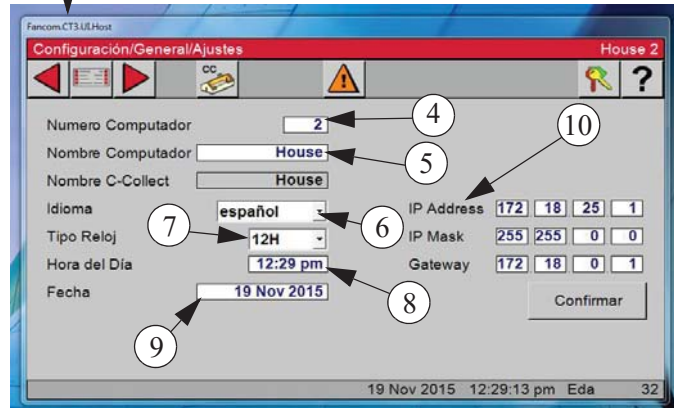 Fancom.CT3.UI.Host
Configuración/General/Ajustes House 2
CC ?
Numero Computador 2 4
Nombre Computador House 5
Nombre C-Collect House
Idioma español 6
Tipo Reloj 12H 7
Hora del Día 12:29 pm 8
Fecha 19 Nov 2015 9
10
IP Address 172 18 25 1
IP Mask 255 255 0 0
Gateway 172 18 0 1
Confirmar
19 Nov 2015 12:29:13 pm Eda 32